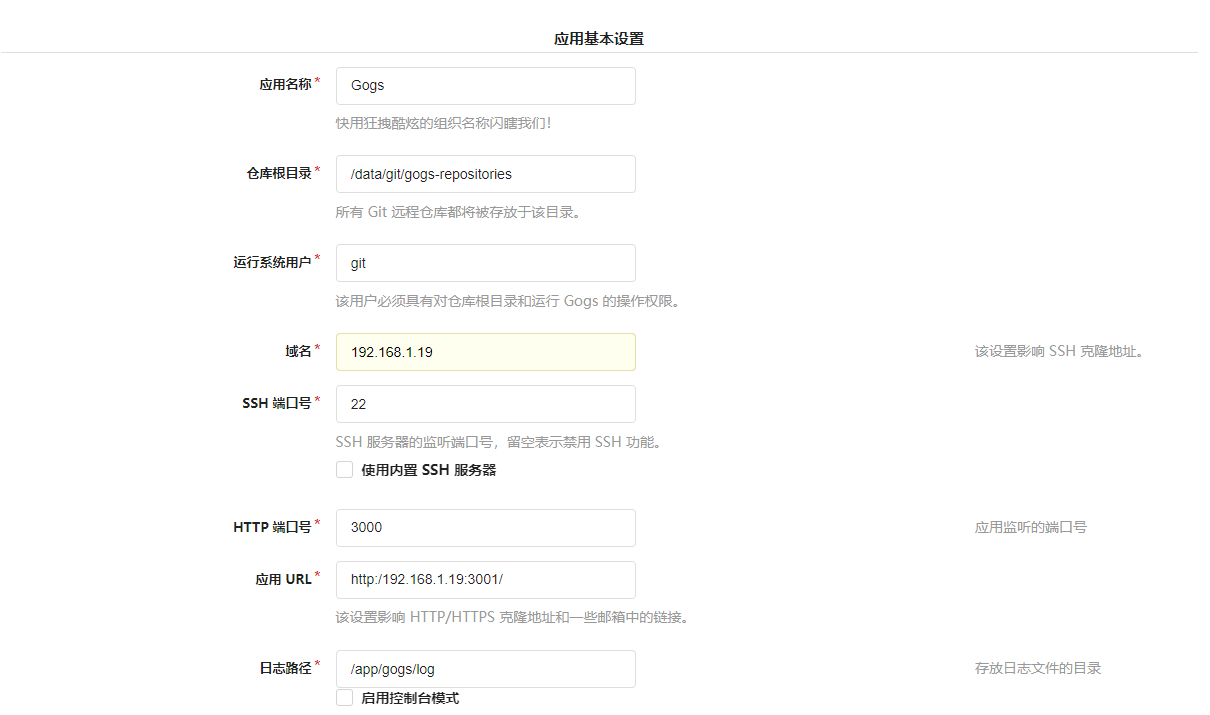 应用基本设置
应用名称*
Gogs
快用狂拽酷炫的组织名称闪瞎我们！
仓库根目录*
/data/git/gogs-repositories
所有 Git 远程仓库都将被存放于该目录。
运行系统用户*
git
该用户必须具有对仓库根目录和运行 Gogs 的操作权限。
域名*
192.168.1.19
该设置影响 SSH 克隆地址。
SSH 端口号*
22
SSH 服务器的监听端口号，留空表示禁用 SSH 功能。
使用内置 SSH 服务器
HTTP 端口号*
3000
应用监听的端口号
应用 URL*
http:/192.168.1.19:3001/
该设置影响 HTTP/HTTPS 克隆地址和一些邮箱中的链接。
日志路径*
/app/gogs/log
存放日志文件的目录
启用控制台模式